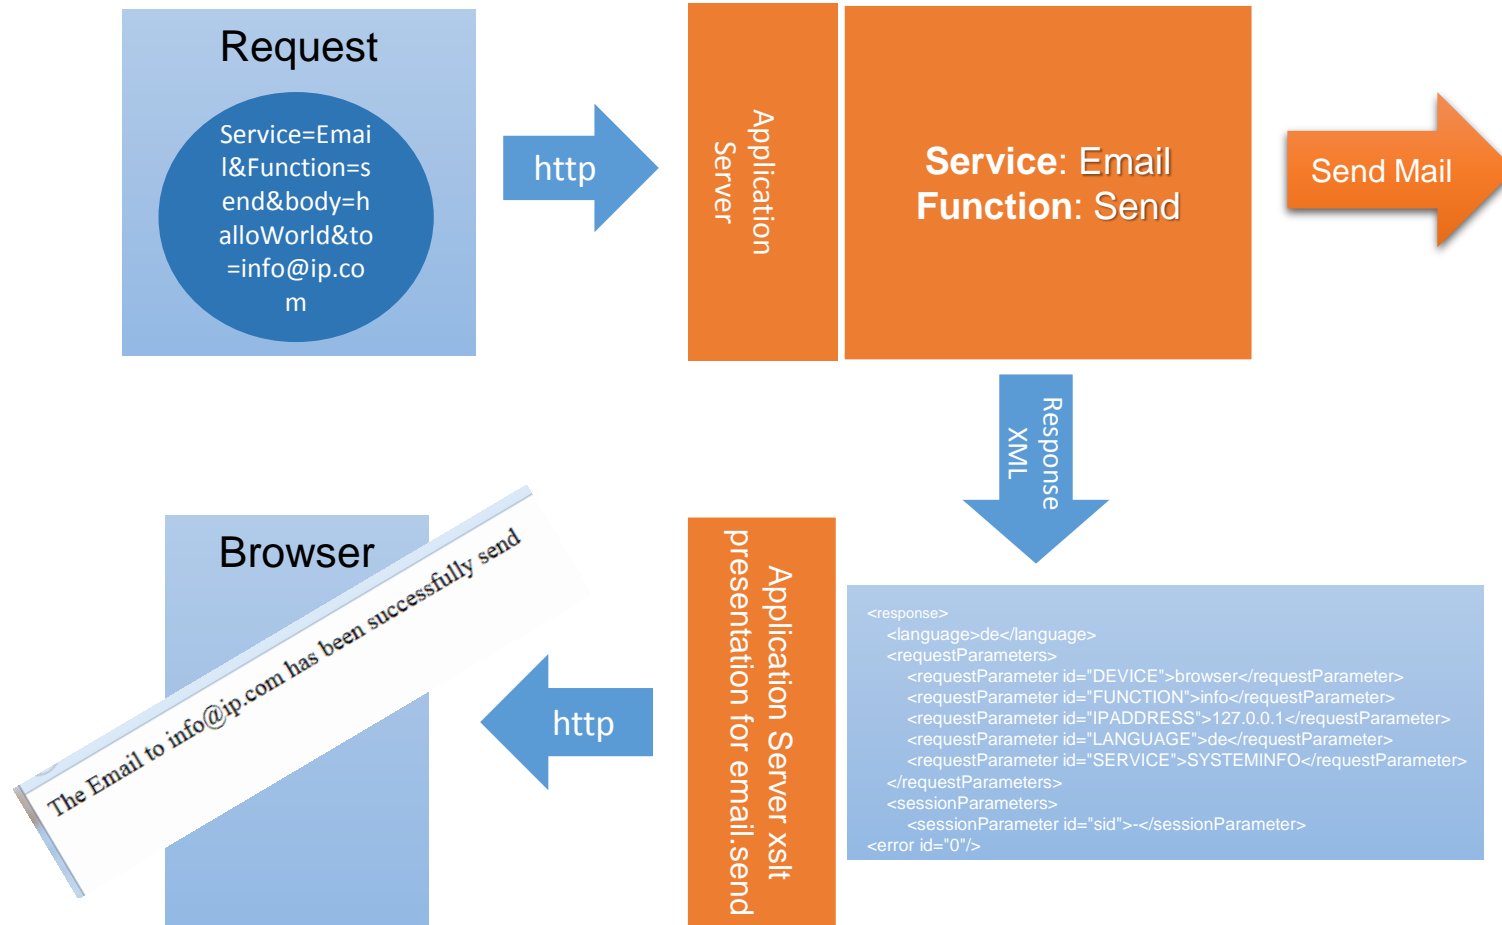 Request
Service=Emai
l&Function=s
end&body=h
alloWorld&to
=info@ip.co
m
http
Application
Server
Service: Email
Function: Send
Send Mail
Response
XML
Browser
The Email to info@ip.com has been successfully send
http
Application Server xslt
presentation for email.send
<response>
<language>de</language>
<requestParameters>
<requestParameter id="DEVICE">browser</requestParameter>
<requestParameter id="FUNCTION">info</requestParameter>
<requestParameter id="IPADDRESS">127.0.0.1</requestParameter>
<requestParameter id="LANGUAGE">de</requestParameter>
<requestParameter id="SERVICE">SYSTEMINFO</requestParameter>
</requestParameters>
<sessionParameters>
<sessionParameter id="sid">-</sessionParameter>
<error id="0"/>